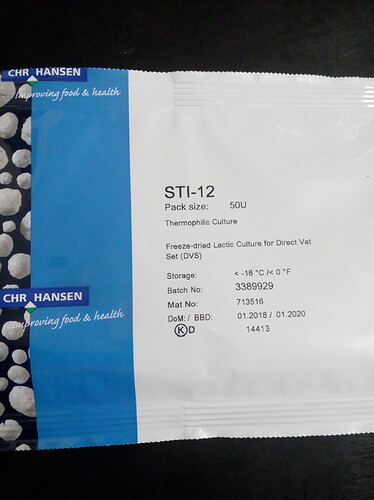 CHR HANSEN
Improving food & health
STI-12
Pack size: 50U
Thermophilic Culture
Freeze-dried Lactic Culture for Direct Vat
Set (DVS)
Storage: < -18 °C /< 0 °F
Batch No: 3389929
Mat No: 713516
DoM: / BBD: 01.2018 / 01.2020
K D 14413
CHR HANSEN
Improving food & health